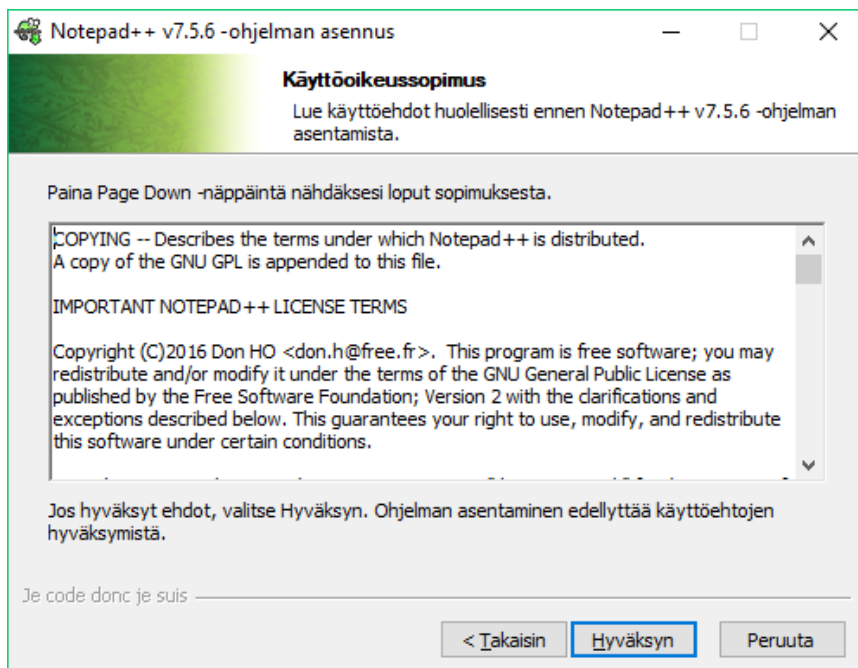 Notepad++ v7.5.6 -ohjelman asennus
Käyttöoikeussopimus
Lue käyttöehdot huolellisesti ennen Notepad++ v7.5.6 -ohjelman
asentamista.
Paina Page Down -näppäintä nähdäksesi loput sopimuksesta.
COPYING -- Describes the terms under which Notepad++ is distributed.
A copy of the GNU GPL is appended to this file.
IMPORTANT NOTEPAD++ LICENSE TERMS
Copyright (C)2016 Don HO <don.h@free.fr>. This program is free software; you may
redistribute and/or modify it under the terms of the GNU General Public License as
published by the Free Software Foundation; Version 2 with the clarifications and
exceptions described below. This guarantees your right to use, modify, and redistribute
this software under certain conditions.
Jos hyväksyt ehdot, valitse Hyväksyn. Ohjelman asentaminen edellyttää käyttöehtojen
hyväksymistä.
Je code donc je suis
< Takaisin Hyväksyn Peruuta